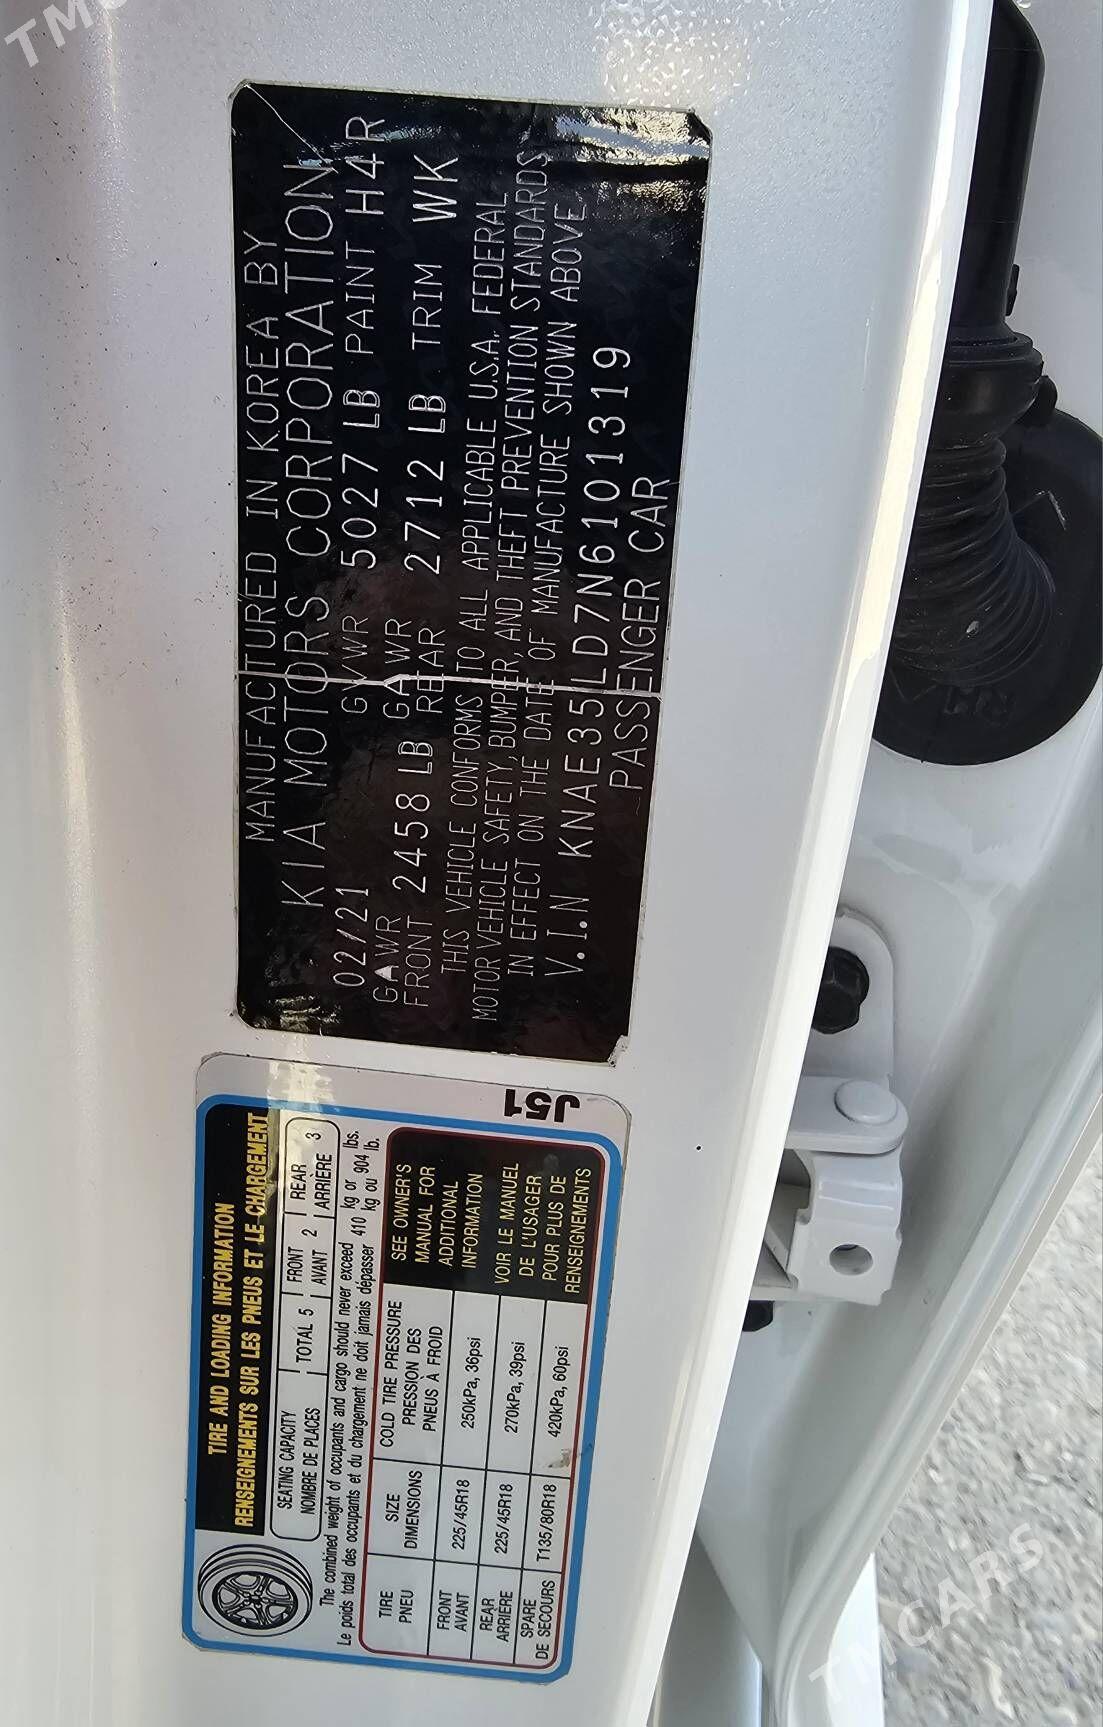 MANUFACTURED IN KOREA BY
KIA MOTORS CORPORATION
02/21 GVWR 5027 LB PAINT H4R
GAWR GAWR
FRONT 2458 LB REAR 2712 LB TRIM WK
THIS VEHICLE CONFORMS TO ALL APPLICABLE U.S.A. FEDERAL
MOTOR VEHICLE SAFETY, BUMPER, AND THEFT PREVENTION STANDARDS
IN EFFECT ON THE DATE OF MANUFACTURE SHOWN ABOVE
V.I.N KNAE35LD7N6101319
PASSENGER CAR
TIRE AND LOADING INFORMATION
RENSEIGNEMENTS SUR LES PNEUS ET LE CHARGEMENT
SEATING CAPACITY
NOMBRE DE PLACES
TOTAL 5
FRONT 2
AVANT
REAR 3
ARRIÈRE
The combined weight of occupants and cargo should never exceed 410 kg or 904 lbs.
Le poids total des occupants et du chargement ne doit jamais dépasser 410 kg ou 904 lb.
TIRE
PNEU
SIZE
DIMENSIONS
COLD TIRE PRESSURE
PRESSION DES
PNEUS À FROID
FRONT
AVANT
225/45R18
250kPa, 36psi
REAR
ARRIÈRE
225/45R18
270kPa, 39psi
SPARE
DE SECOURS
T135/80R18
420kPa, 60psi
SEE OWNER'S
MANUAL FOR
ADDITIONAL
INFORMATION
VOIR LE MANUEL
DE L'USAGER
POUR PLUS DE
RENSEIGNEMENTS
J51
TMCARS